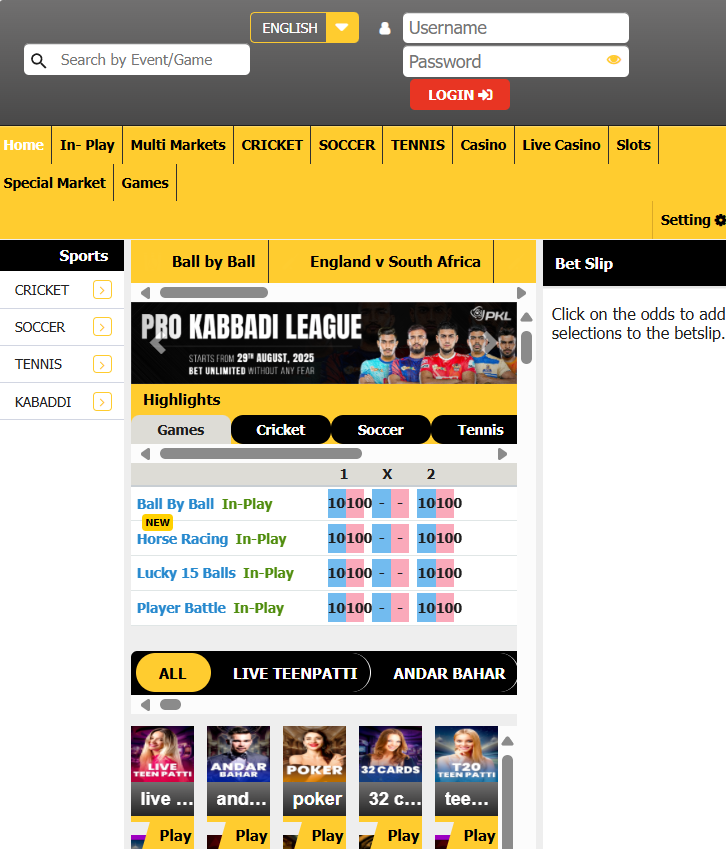 ENGLISH
Username
Search by Event/Game
Password
LOGIN
Home
In- Play
Multi Markets
CRICKET
SOCCER
TENNIS
Casino
Live Casino
Slots
Special Market
Games
Setting
Sports
CRICKET
SOCCER
TENNIS
KABADDI
Ball by Ball
England v South Africa
PRO KABBADI LEAGUE
PKL
STARTS FROM 29TH AUGUST, 2025
BET UNLIMITED WITHOUT ANY FEAR
Highlights
Games
Cricket
Soccer
Tennis
1 X 2
Ball By Ball In-Play 10 100 - - 10 100
NEW
Horse Racing In-Play 10 100 - - 10 100
Lucky 15 Balls In-Play 10 100 - - 10 100
Player Battle In-Play 10 100 - - 10 100
ALL
LIVE TEENPATTI
ANDAR BAHAR
LIVE
TEEN PATTI
live ...
Play
ANDAR
BAHAR
and...
Play
POKER
poker
Play
32 CARDS
32 c...
Play
T20
TEEN PATTI
tee...
Play
Bet Slip
Click on the odds to add
selections to the betslip.